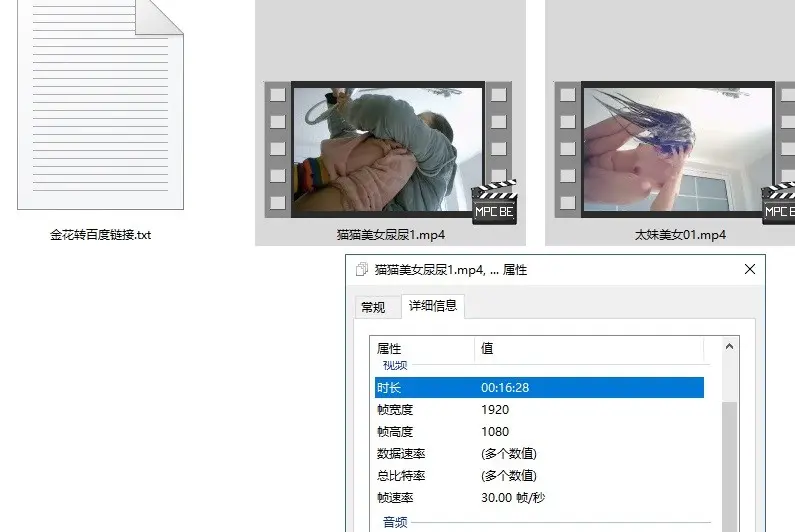 金花转百度链接.txt
猫猫美女尿尿1.mp4
太妹美女01.mp4
MPC BE
MPC BE
猫猫美女尿尿1.mp4, ... 属性
常规
详细信息
属性 值
视频
时长 00:16:28
帧宽度 1920
帧高度 1080
数据速率 (多个数值)
总比特率 (多个数值)
帧速率 30.00 帧/秒
音频